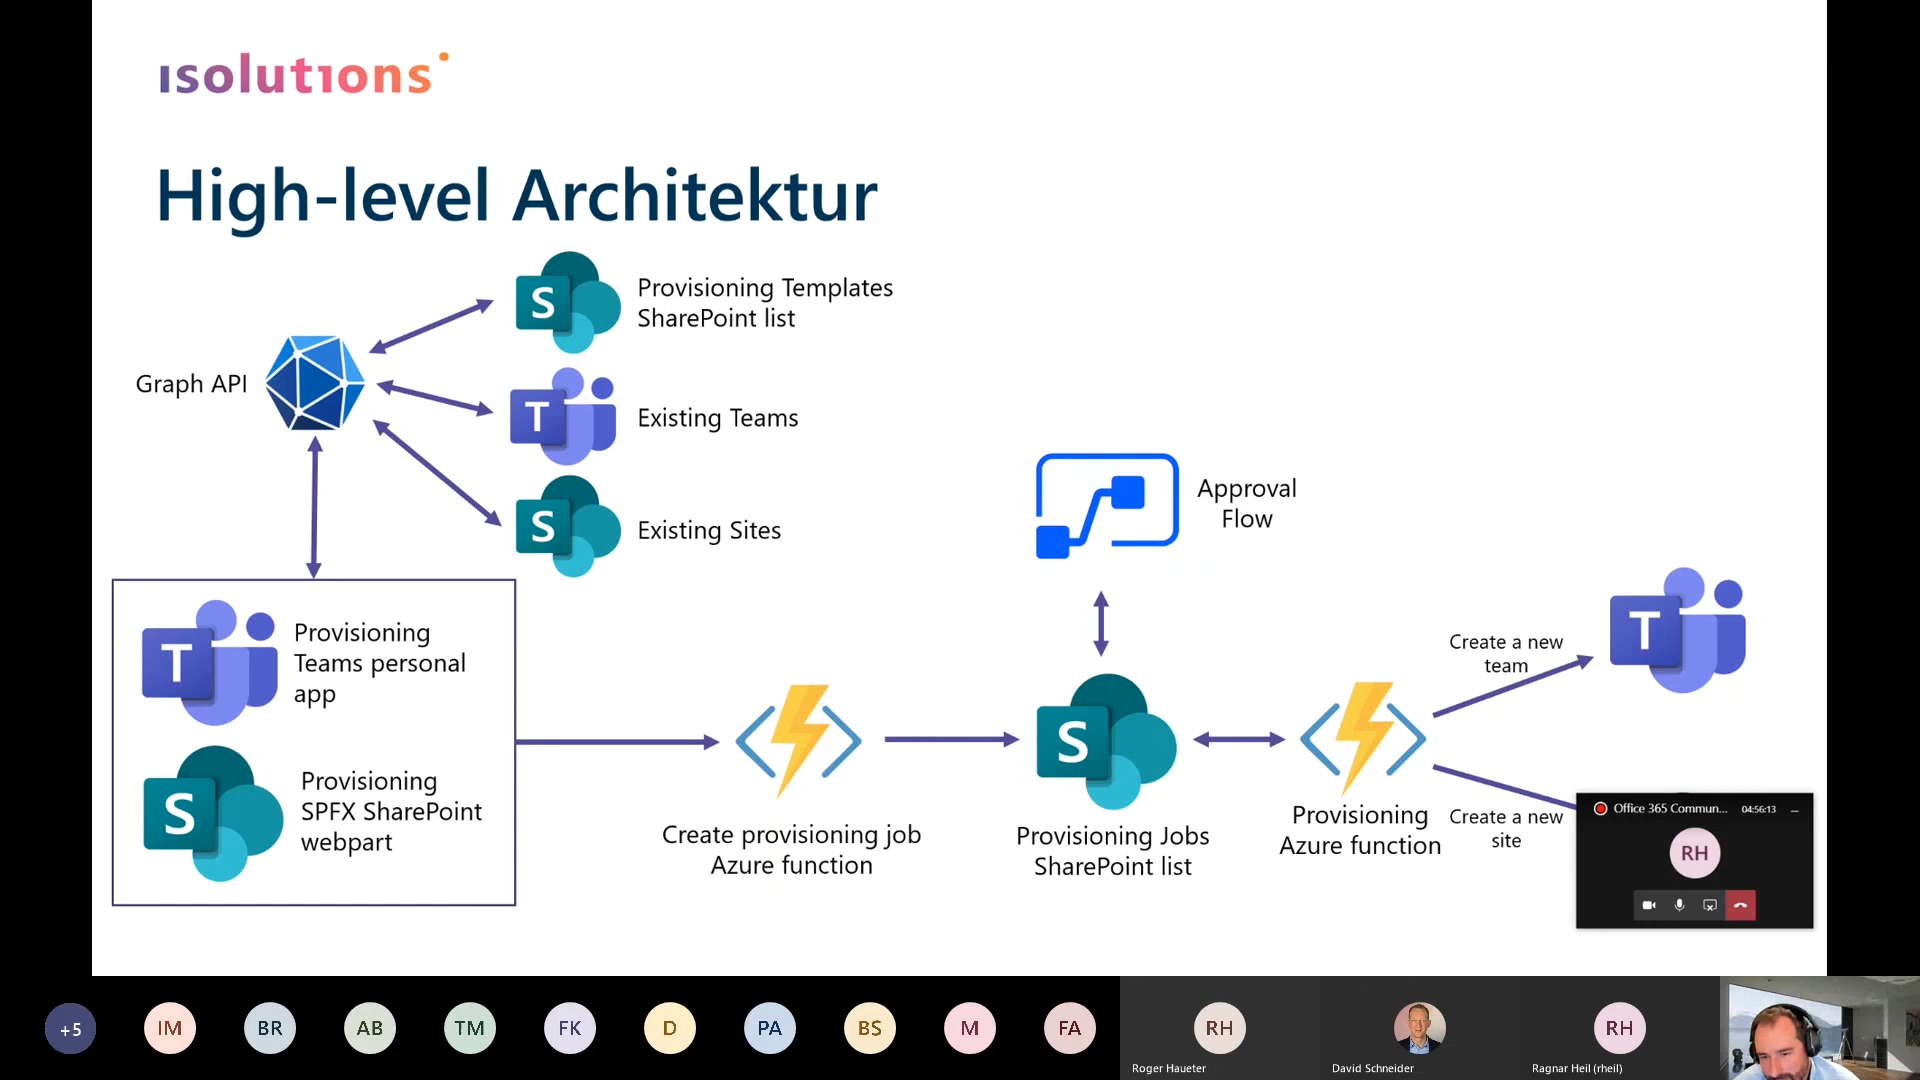 isolutions
High-level Architektur
Provisioning Templates
SharePoint list
Graph API
Existing Teams
Existing Sites
Approval
Flow
Provisioning
Teams personal
app
Provisioning
SPFX SharePoint
webpart
Create provisioning job
Azure function
Provisioning Jobs
SharePoint list
Provisioning
Azure function
Create a new
team
Create a new
site
Office 365 Commun... 04:56:13
RH
+5
IM
BR
AB
TM
FK
D
PA
BS
M
FA
RH
RH
Roger Haueter
David Schneider
Ragnar Heil (rheil)
S
T
S
T
S
S
T